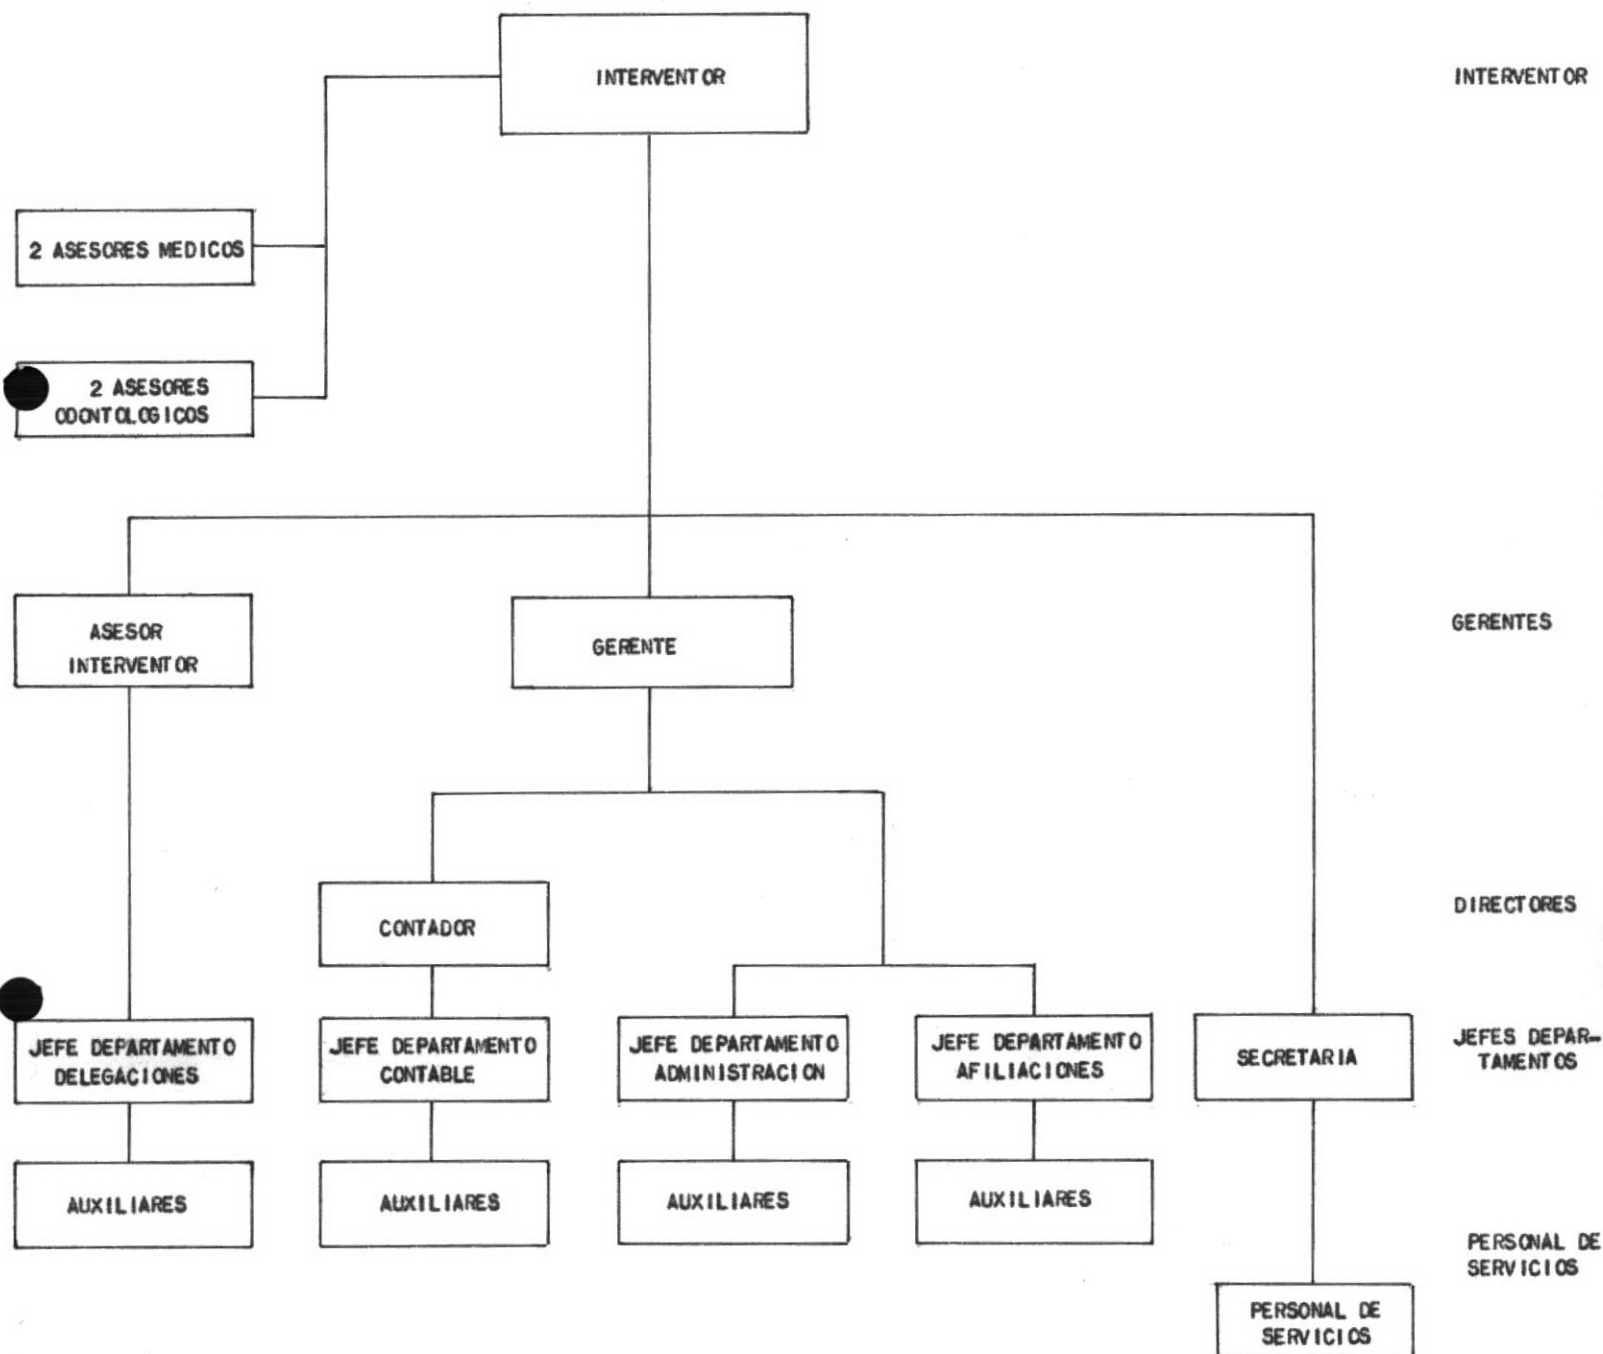 INTERVENTOR
INTERVENTOR
2 ASESORES MEDICOS
2 ASESORES
ODONTOLOGICOS
ASESOR
INTERVENTOR
GERENTE
GERENTES
CONTADOR
DIRECTORES
JEFE DEPARTAMENTO
DELEGACIONES
JEFE DEPARTAMENTO
CONTABLE
JEFE DEPARTAMENTO
ADMINISTRACION
JEFE DEPARTAMENTO
AFILIACIONES
SECRETARIA
JEFES DEPAR-
TAMENTOS
AUXILIARES
AUXILIARES
AUXILIARES
AUXILIARES
PERSONAL DE
SERVICIOS
PERSONAL DE
SERVICIOS